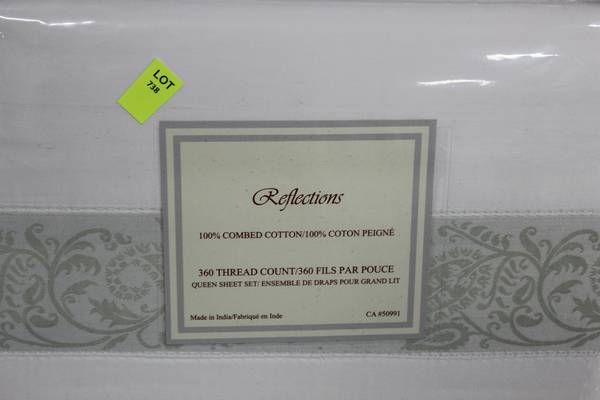 LOT
738
Reflections
100% COMBED COTTON/100% COTON PEIGNÉ
360 THREAD COUNT/360 FILS PAR POUCE
QUEEN SHEET SET/ ENSEMBLE DE DRAPS POUR GRAND LIT
Made in India/Fabriqué en Inde CA #50991